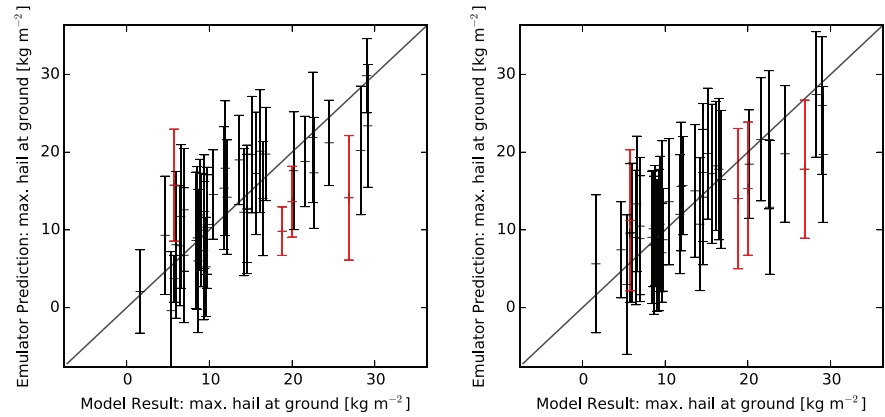 Emulator Prediction: max. hail at ground [kg m⁻²]
30
20
10
0
0 10 20 30
Model Result: max. hail at ground [kg m⁻²]
Emulator Prediction: max. hail at ground [kg m⁻²]
30
20
10
0
0 10 20 30
Model Result: max. hail at ground [kg m⁻²]